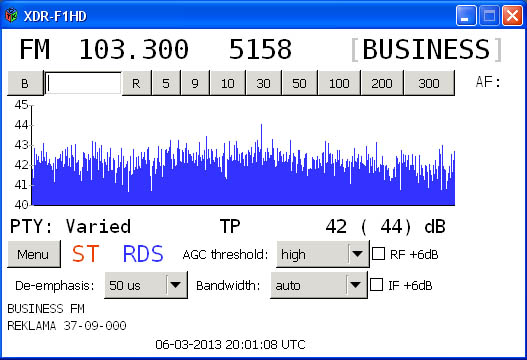 XDR-F1HD
FM 103.300 5158 [BUSINESS]
B R 5 9 10 30 50 100 200 300 AF:
45
44
43
42
41
40
PTY: Varied TP 42 ( 44) dB
Menu ST RDS AGC threshold: high RF +6dB
De-emphasis: 50 us Bandwidth: auto IF +6dB
BUSINESS FM
REKLAMA 37-09-000
06-03-2013 20:01:08 UTC